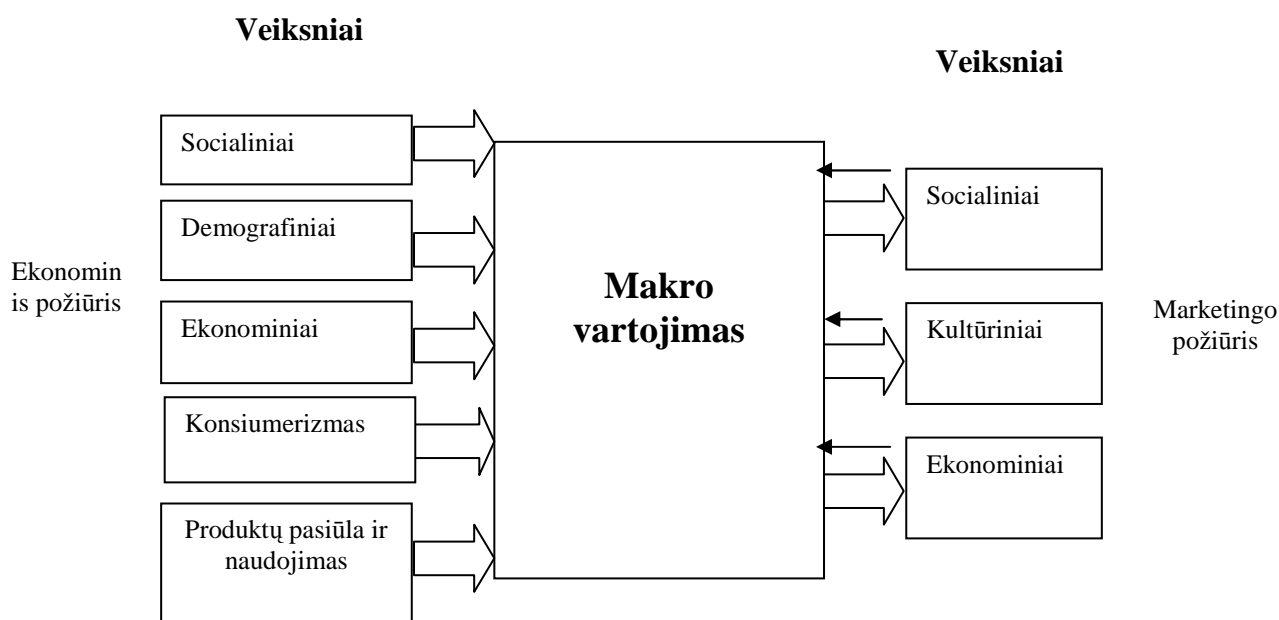 Veiksniai
Veiksniai
Socialiniai
Demografiniai
Ekonominiai
Konsiumerizmas
Produktų pasiūla ir
naudojimas
Ekonomin
is požiūris
Makro
vartojimas
Socialiniai
Kultūriniai
Ekonominiai
Marketingo
požiūris